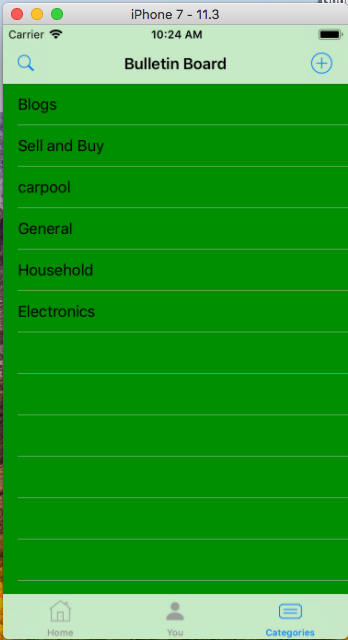 iPhone 7 - 11.3
Carrier 10:24 AM
Bulletin Board
Blogs
Sell and Buy
carpool
General
Household
Electronics
Home You Categories